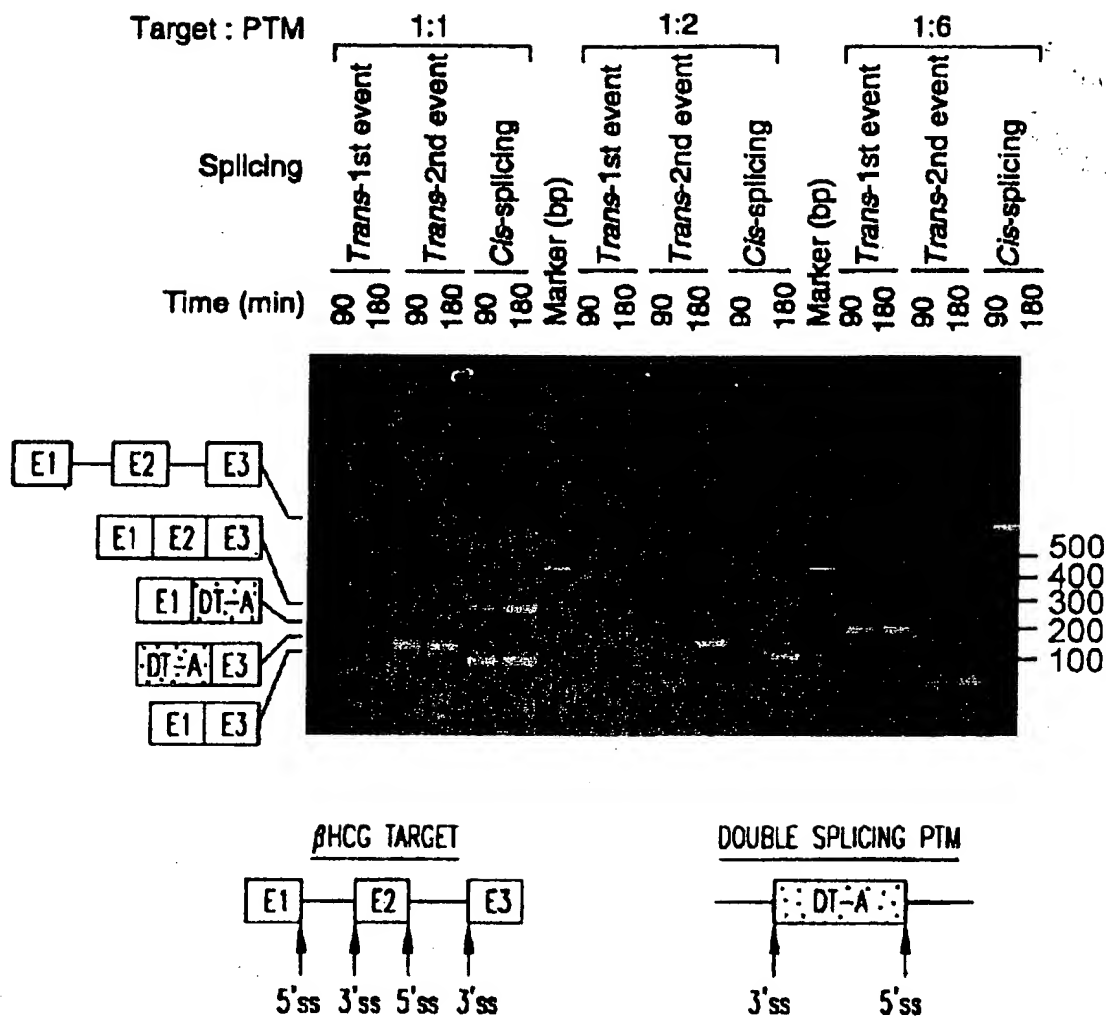 Target : PTM
1:1 1:2 1:6
Splicing
Trans-1st event Trans-2nd event Cis-splicing Marker (bp) Trans-1st event Trans-2nd event Cis-splicing Marker (bp) Trans-1st event Trans-2nd event Cis-splicing
Time (min) 90 180 90 180 90 180 90 180 90 180 90 180 90 180 90 180 90 180
E1 E2 E3
E1 E2 E3
E1 DT-A
DT-A E3
E1 E3
500
400
300
200
100
βHCG TARGET
E1 E2 E3
5'ss 3'ss 5'ss 3'ss
DOUBLE SPLICING PTM
DT-A
3'ss 5'ss